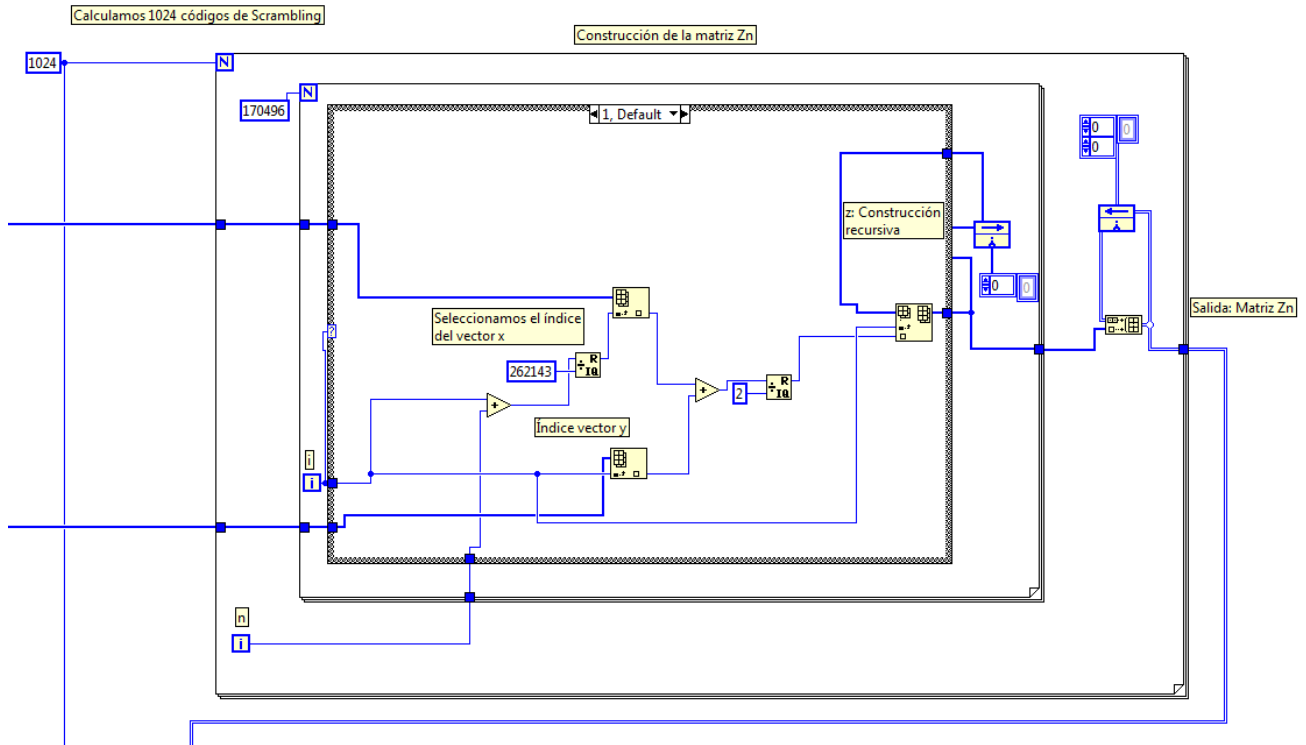 Calculamos 1024 códigos de Scrambling
Construcción de la matriz Zn
1024
N
N
170496
1, Default
0
0
0
z: Construcción
recursiva
0
0
Seleccionamos el índice
del vector x
Salida: Matriz Zn
R
IQ
262143
+
+
R
IQ
2
Índice vector y
?
i
i
n
i